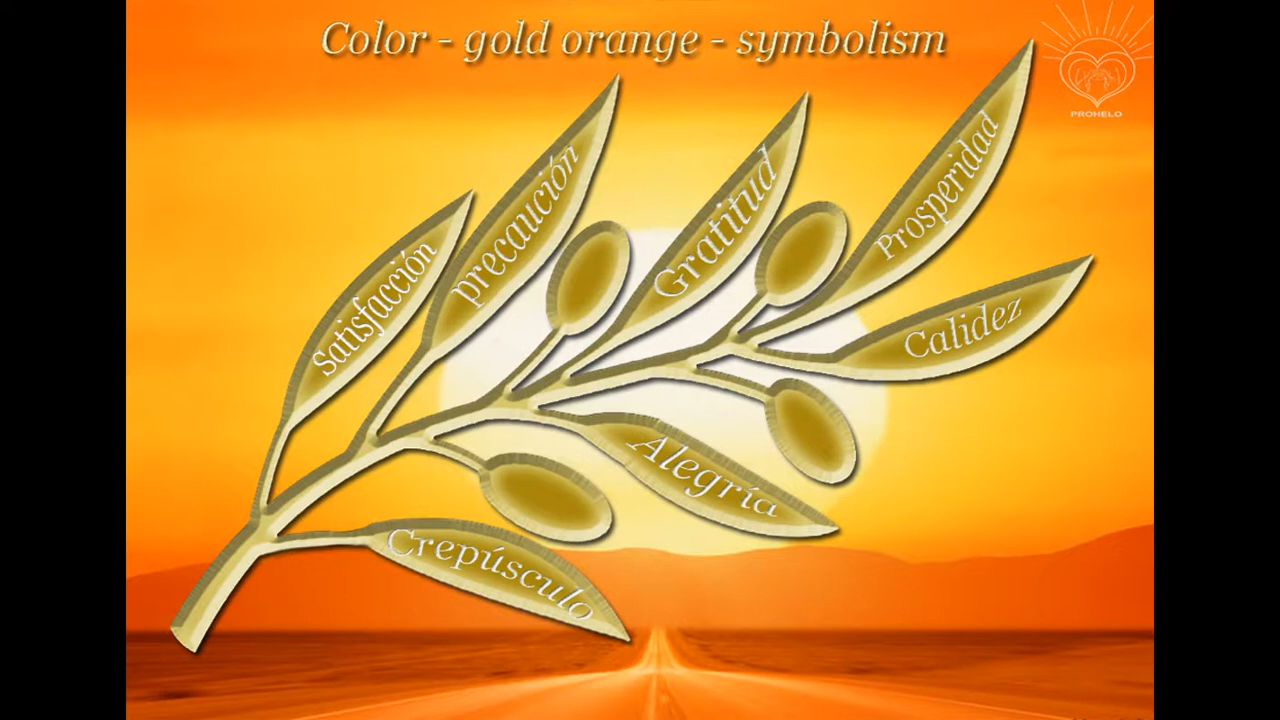 Color - gold orange - symbolism
PROHELO
Satisfacción
precaución
Gratitud
Prosperidad
Calidez
Alegría
Crepúsculo